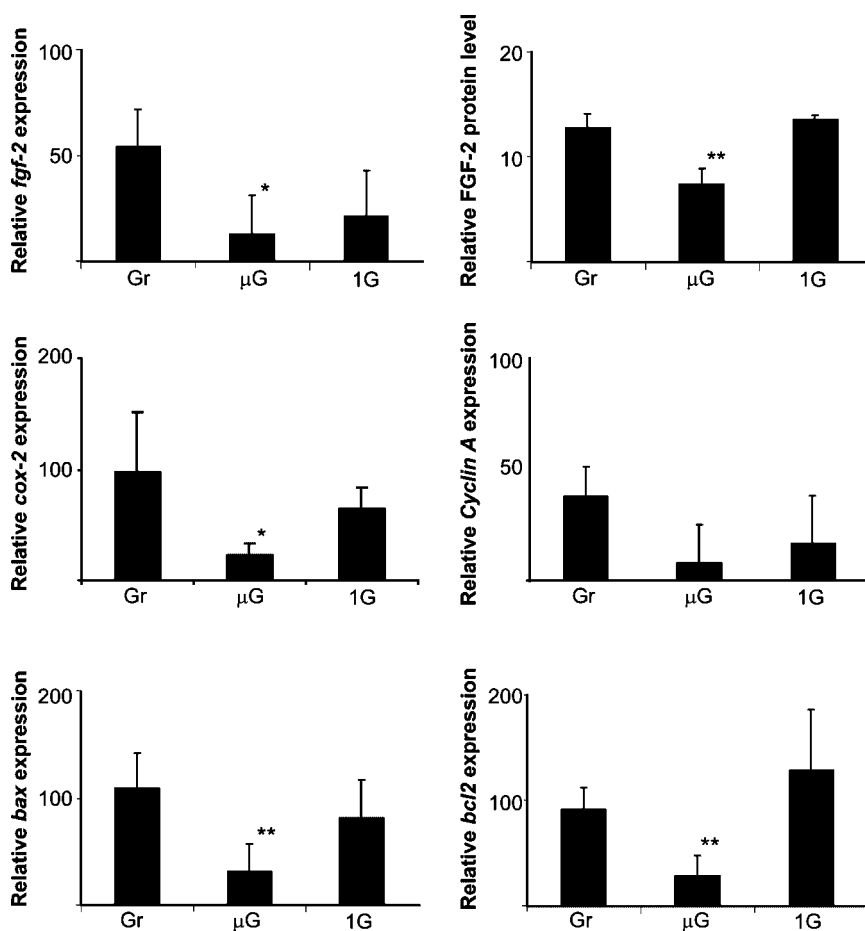 Relative fgf-2 expression
100
50
*
Gr
µG
1G
Relative FGF-2 protein level
20
10
**
Gr
µG
1G
Relative cox-2 expression
200
100
*
Gr
µG
1G
Relative Cyclin A expression
100
50
Gr
µG
1G
Relative bax expression
200
100
**
Gr
µG
1G
Relative bcl2 expression
200
100
**
Gr
µG
1G